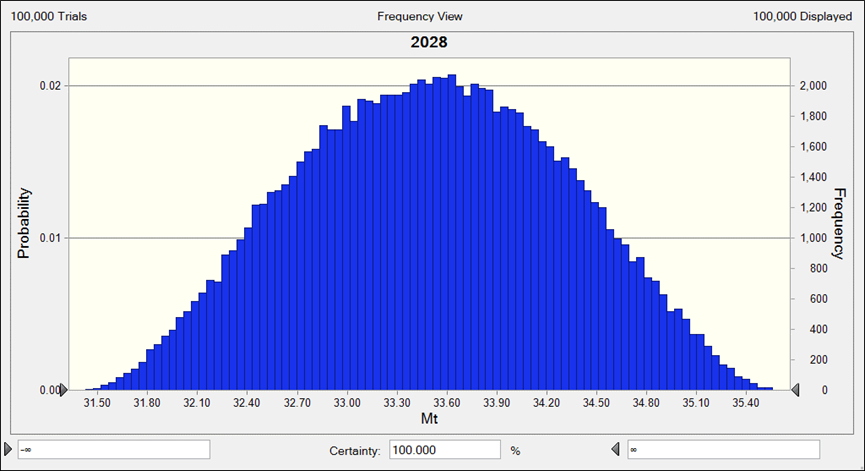 100,000 Trials Frequency View 100,000 Displayed
2028
0.02 2,000
1,800
1,600
1,400
1,200
0.01 1,000
800
600
400
200
0.00 0
Probability
Frequency
31.50 31.80 32.10 32.40 32.70 33.00 33.30 33.60 33.90 34.20 34.50 34.80 35.10 35.40
Mt
-∞ Certainty: 100.000 % ∞